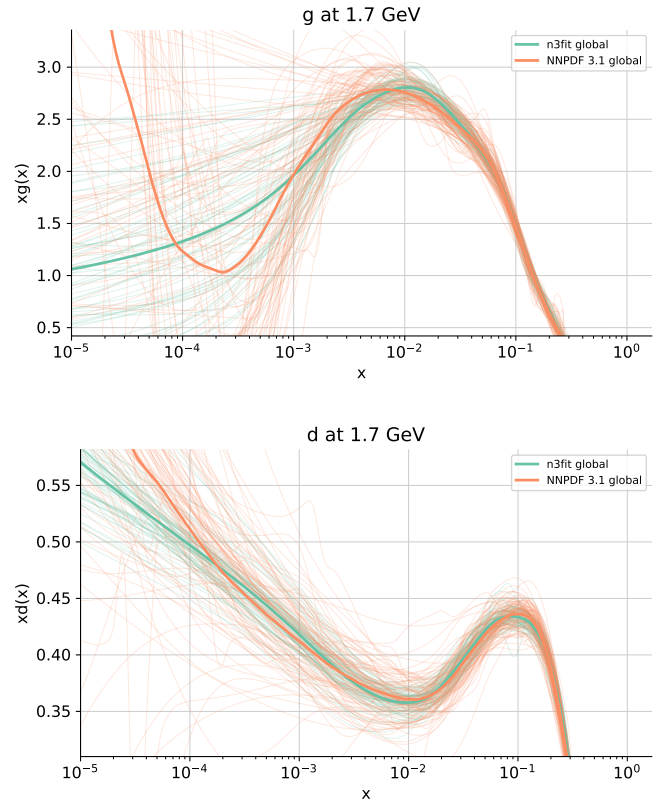 g at 1.7 GeV
n3fit global
NNPDF 3.1 global
xg(x)
3.0
2.5
2.0
1.5
1.0
0.5
10⁻⁵ 10⁻⁴ 10⁻³ 10⁻² 10⁻¹ 10⁰
x
d at 1.7 GeV
n3fit global
NNPDF 3.1 global
xd(x)
0.55
0.50
0.45
0.40
0.35
10⁻⁵ 10⁻⁴ 10⁻³ 10⁻² 10⁻¹ 10⁰
x